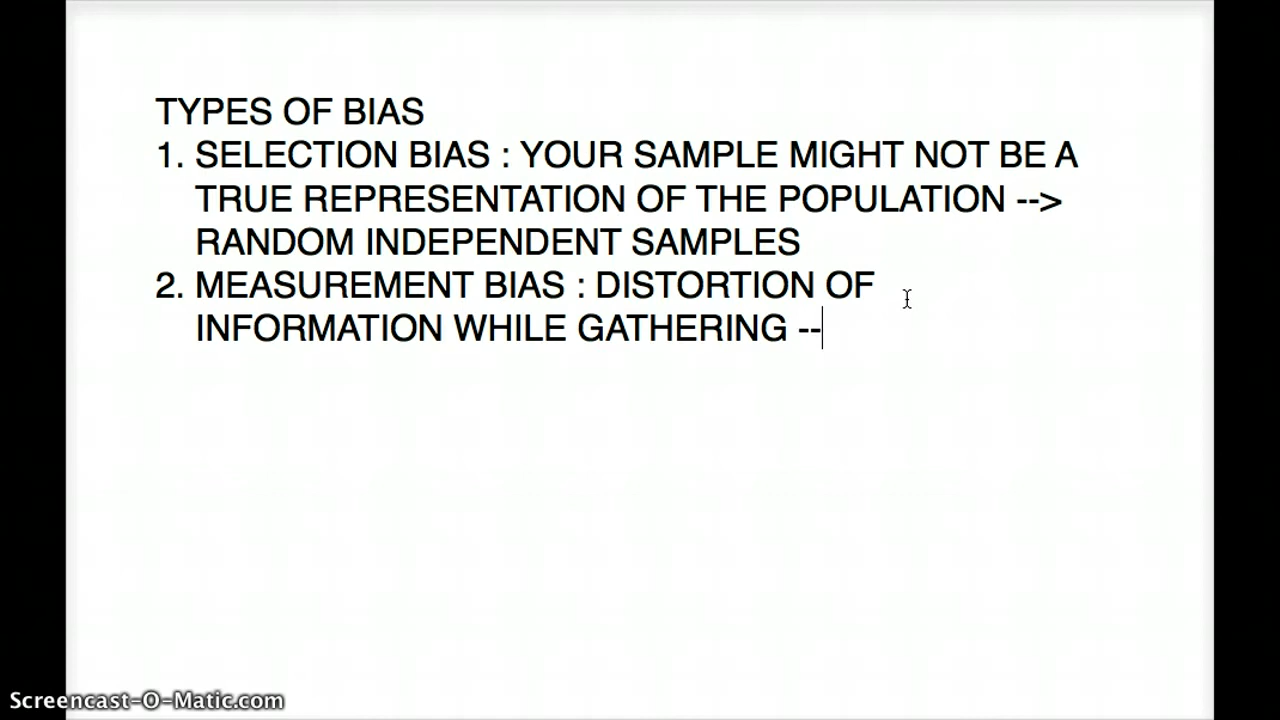 TYPES OF BIAS
1. SELECTION BIAS : YOUR SAMPLE MIGHT NOT BE A
TRUE REPRESENTATION OF THE POPULATION -->
RANDOM INDEPENDENT SAMPLES
2. MEASUREMENT BIAS : DISTORTION OF
INFORMATION WHILE GATHERING --
Screencast-O-Matic.com